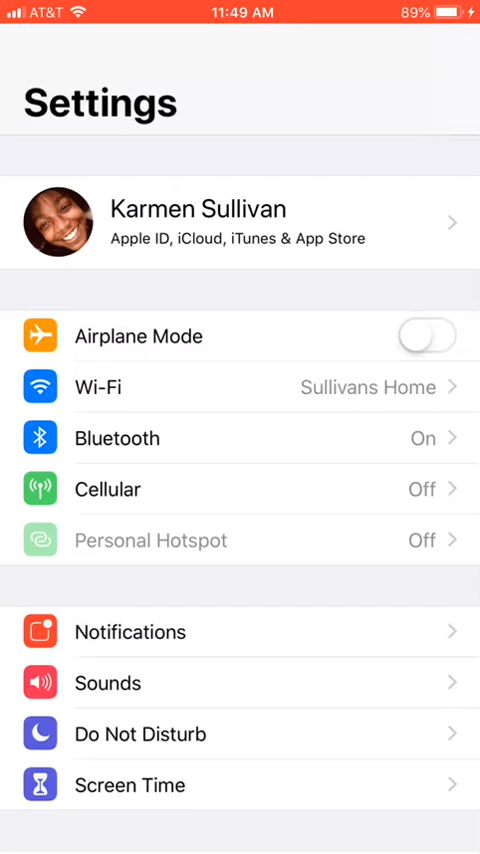 AT&T 11:49 AM 89%
Settings
Karmen Sullivan
Apple ID, iCloud, iTunes & App Store
Airplane Mode
Wi-Fi Sullivans Home
Bluetooth On
Cellular Off
Personal Hotspot Off
Notifications
Sounds
Do Not Disturb
Screen Time